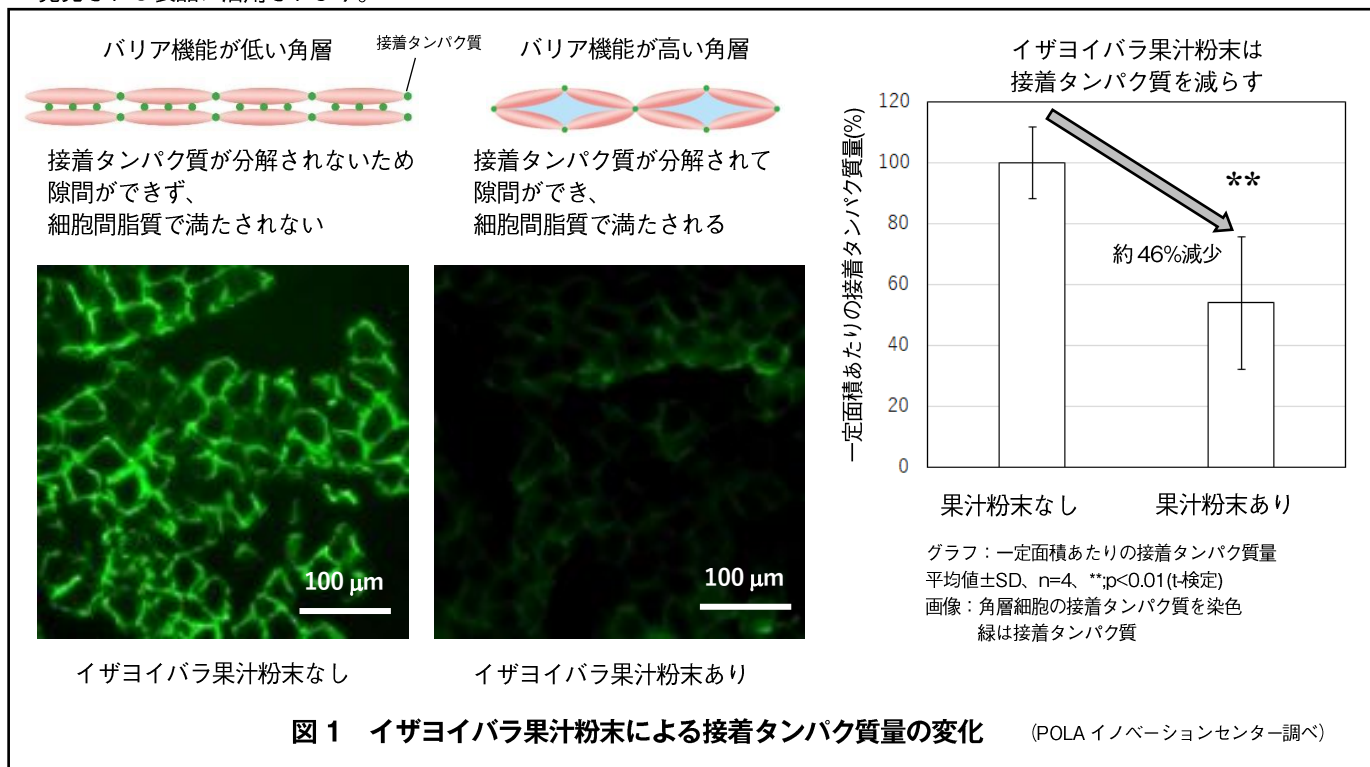 バリア機能が低い角層
接着タンパク質
バリア機能が高い角層
接着タンパク質が分解されないため
隙間ができず、
細胞間脂質で満たされない
接着タンパク質が分解されて
隙間ができ、
細胞間脂質で満たされる
100 μm
100 μm
イザヨイバラ果汁粉末なし
イザヨイバラ果汁粉末あり
イザヨイバラ果汁粉末は
接着タンパク質を減らす
一定面積あたりの接着タンパク質量(%)
120
100
80
60
40
20
0
**
約46%減少
果汁粉末なし
果汁粉末あり
グラフ：一定面積あたりの接着タンパク質量
平均値±SD、n=4、**;p<0.01(t-検定)
画像：角層細胞の接着タンパク質を染色
緑は接着タンパク質
図1　イザヨイバラ果汁粉末による接着タンパク質量の変化
(POLA イノベーションセンター調べ)